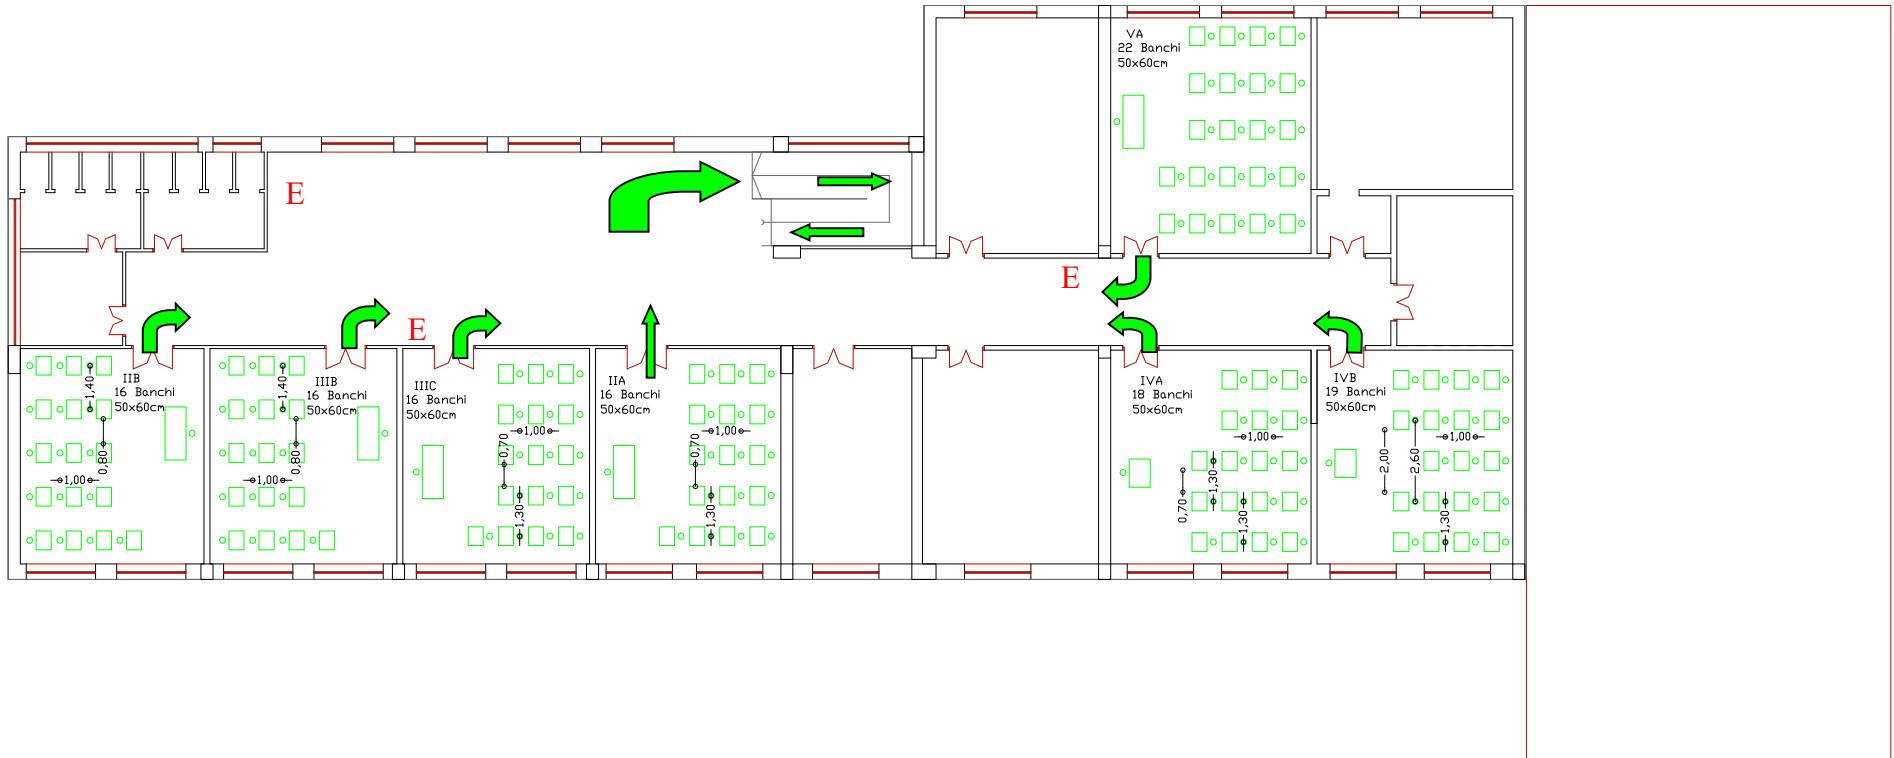 VA
22 Banchi
50x60cm
E
E
E
IIB
16 Banchi
50x60cm
1,40
0,80
1,00
IIIB
16 Banchi
50x60cm
1,40
0,80
1,00
IIIC
16 Banchi
50x60cm
1,00
0,70
1,30
IIA
16 Banchi
50x60cm
1,00
0,70
1,30
IVA
18 Banchi
50x60cm
1,00
1,30
0,70
1,30
IVB
19 Banchi
50x60cm
1,00
2,00
2,60
1,30